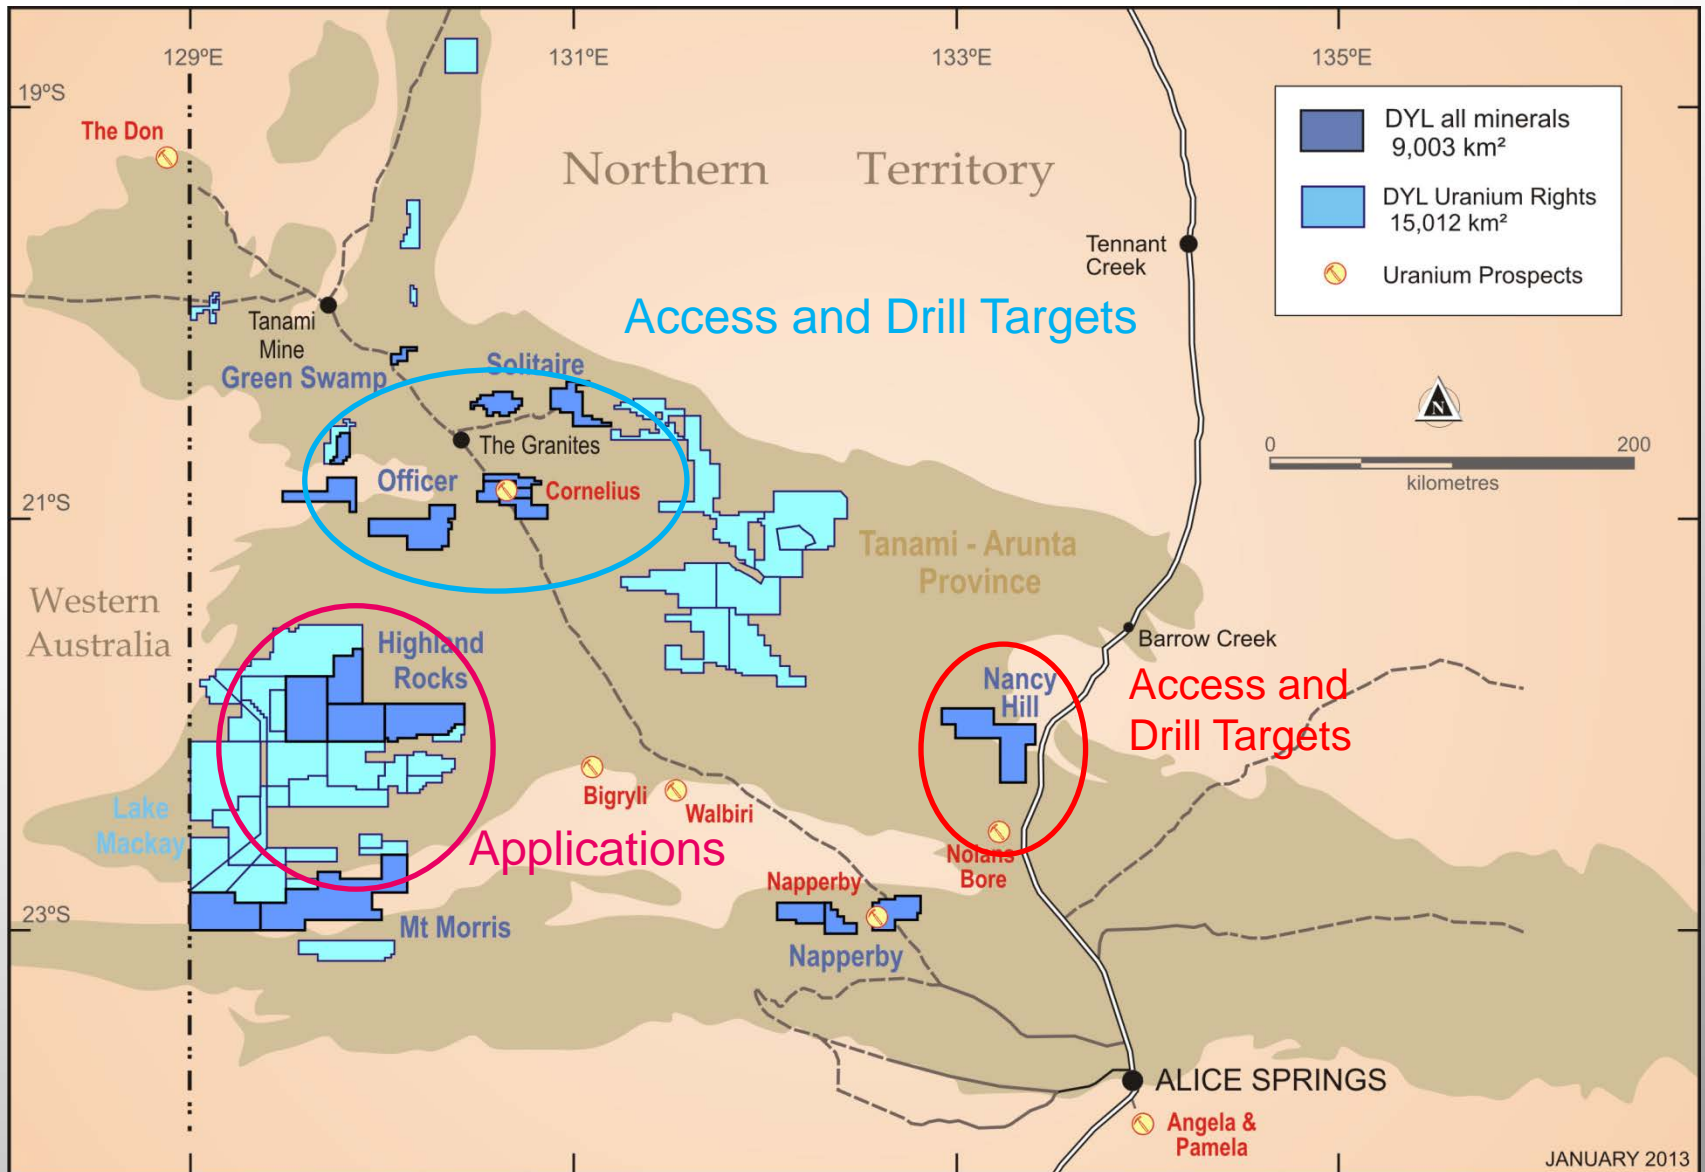 129ºE
131ºE
133ºE
135ºE
19ºS
The Don
Northern Territory
DYL all minerals
9,003 km²
DYL Uranium Rights
15,012 km²
Uranium Prospects
Tennant
Creek
Access and Drill Targets
Tanami
Mine
Green Swamp
Solitaire
N
The Granites
0
200
kilometres
Officer
Cornelius
21ºS
Tanami - Arunta
Province
Western
Australia
Highland
Rocks
Barrow Creek
Nancy
Hill
Access and
Drill Targets
Bigryli
Walbiri
Lake
Mackay
Applications
Nolans
Bore
Napperby
23ºS
Mt Morris
Napperby
ALICE SPRINGS
Angela &
Pamela
JANUARY 2013